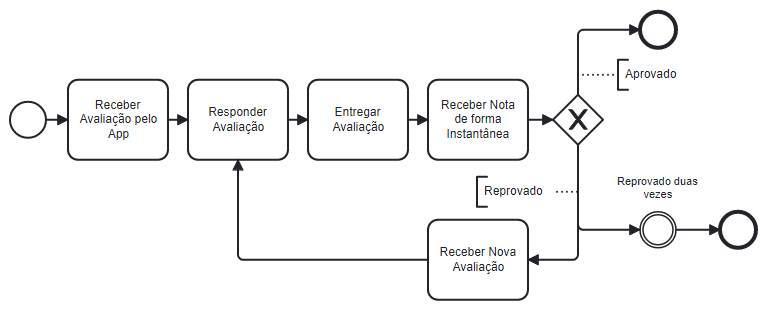 Receber
Avaliação pelo
App
Responder
Avaliação
Entregar
Avaliação
Receber Nota
de forma
Instantânea
Aprovado
Reprovado
Reprovado duas
vezes
Receber Nova
Avaliação